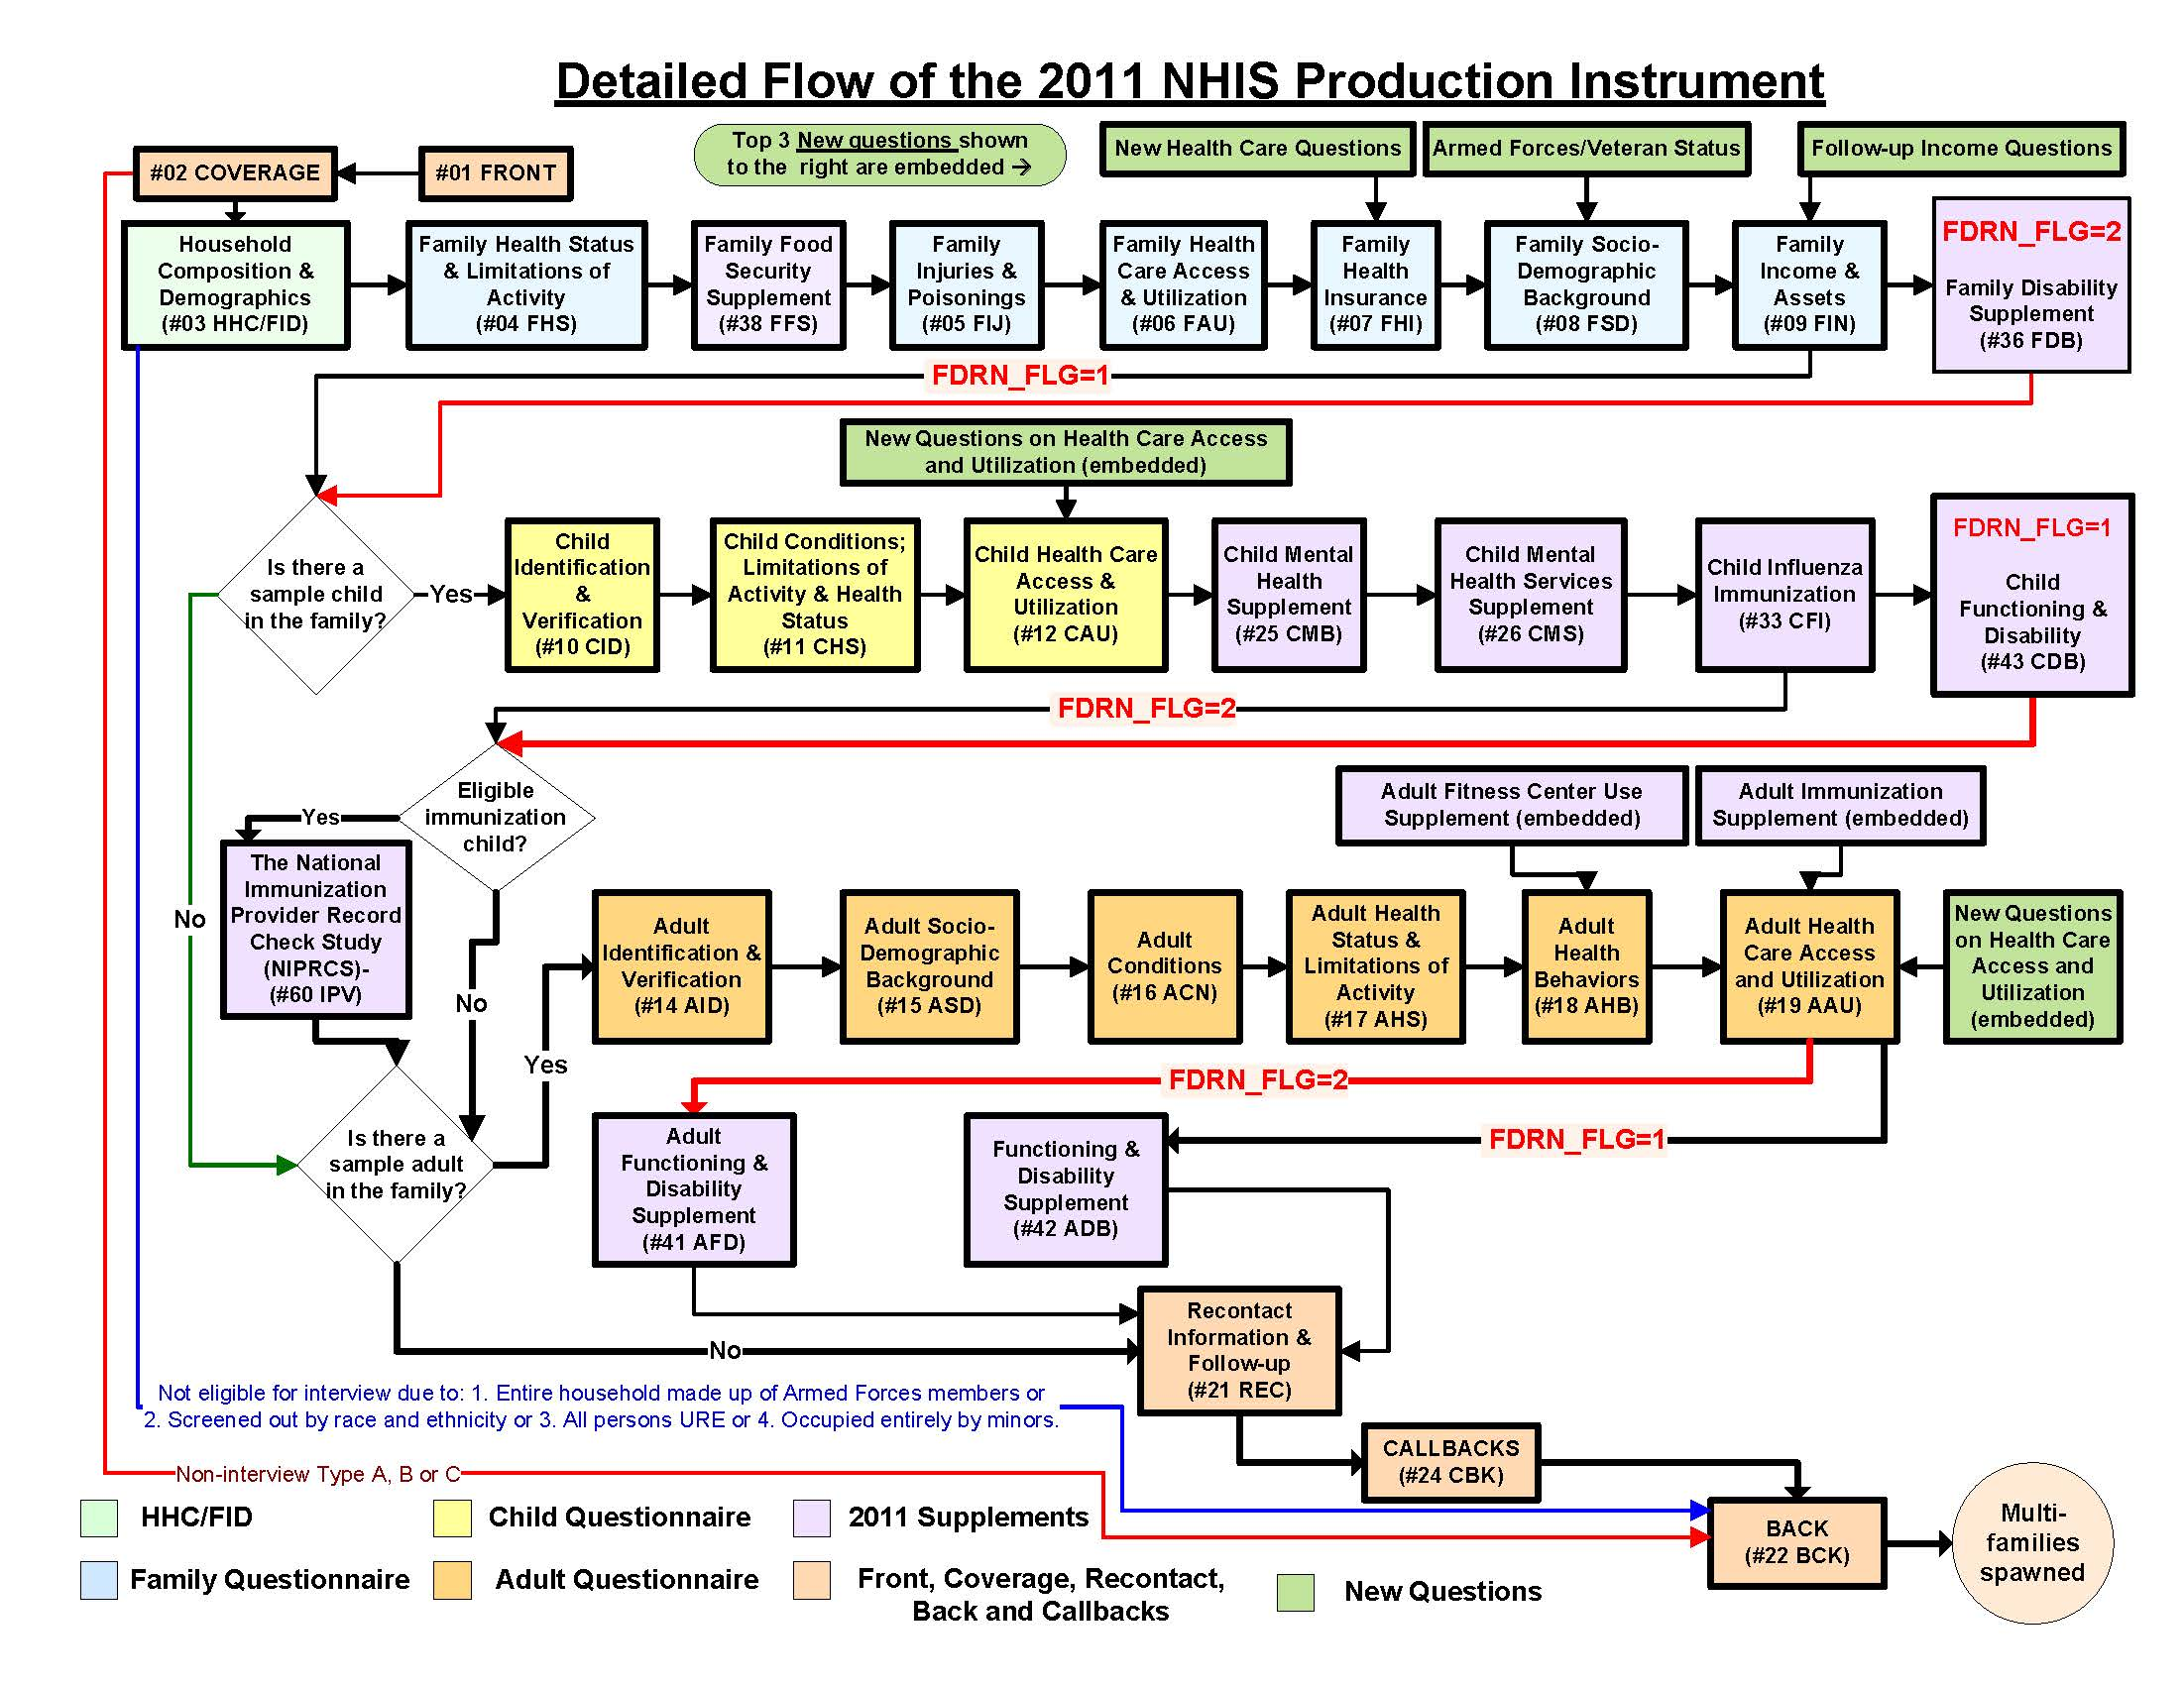 Detailed Flow of the 2011 NHIS Production Instrument
Top 3 New questions shown
to the right are embedded →
New Health Care Questions
Armed Forces/Veteran Status
Follow-up Income Questions
#02 COVERAGE
#01 FRONT
Household
Composition &
Demographics
(#03 HHC/FID)
Family Health Status
& Limitations of
Activity
(#04 FHS)
Family Food
Security
Supplement
(#38 FFS)
Family
Injuries &
Poisonings
(#05 FIJ)
Family Health
Care Access
& Utilization
(#06 FAU)
Family
Health
Insurance
(#07 FHI)
Family Socio-
Demographic
Background
(#08 FSD)
Family
Income &
Assets
(#09 FIN)
FDRN_FLG=2
Family Disability
Supplement
(#36 FDB)
FDRN_FLG=1
New Questions on Health Care Access
and Utilization (embedded)
Is there a
sample child
in the family?
Yes
Child
Identification
&
Verification
(#10 CID)
Child Conditions;
Limitations of
Activity & Health
Status
(#11 CHS)
Child Health Care
Access &
Utilization
(#12 CAU)
Child Mental
Health
Supplement
(#25 CMB)
Child Mental
Health Services
Supplement
(#26 CMS)
Child Influenza
Immunization
(#33 CFI)
FDRN_FLG=1
Child
Functioning &
Disability
(#43 CDB)
FDRN_FLG=2
Eligible
immunization
child?
Yes
Adult Fitness Center Use
Supplement (embedded)
Adult Immunization
Supplement (embedded)
The National
Immunization
Provider Record
Check Study
(NIPRCS)-
(#60 IPV)
No
No
Yes
Adult
Identification &
Verification
(#14 AID)
Adult Socio-
Demographic
Background
(#15 ASD)
Adult
Conditions
(#16 ACN)
Adult Health
Status &
Limitations of
Activity
(#17 AHS)
Adult
Health
Behaviors
(#18 AHB)
Adult Health
Care Access
and Utilization
(#19 AAU)
New Questions
on Health Care
Access and
Utilization
(embedded)
FDRN_FLG=2
FDRN_FLG=1
Is there a
sample adult
in the family?
Adult
Functioning &
Disability
Supplement
(#41 AFD)
Functioning &
Disability
Supplement
(#42 ADB)
No
Recontact
Information &
Follow-up
(#21 REC)
Not eligible for interview due to: 1. Entire household made up of Armed Forces members or
2. Screened out by race and ethnicity or 3. All persons URE or 4. Occupied entirely by minors.
CALLBACKS
(#24 CBK)
Non-interview Type A, B or C
BACK
(#22 BCK)
Multi-
families
spawned
HHC/FID
Child Questionnaire
2011 Supplements
Family Questionnaire
Adult Questionnaire
Front, Coverage, Recontact,
Back and Callbacks
New Questions